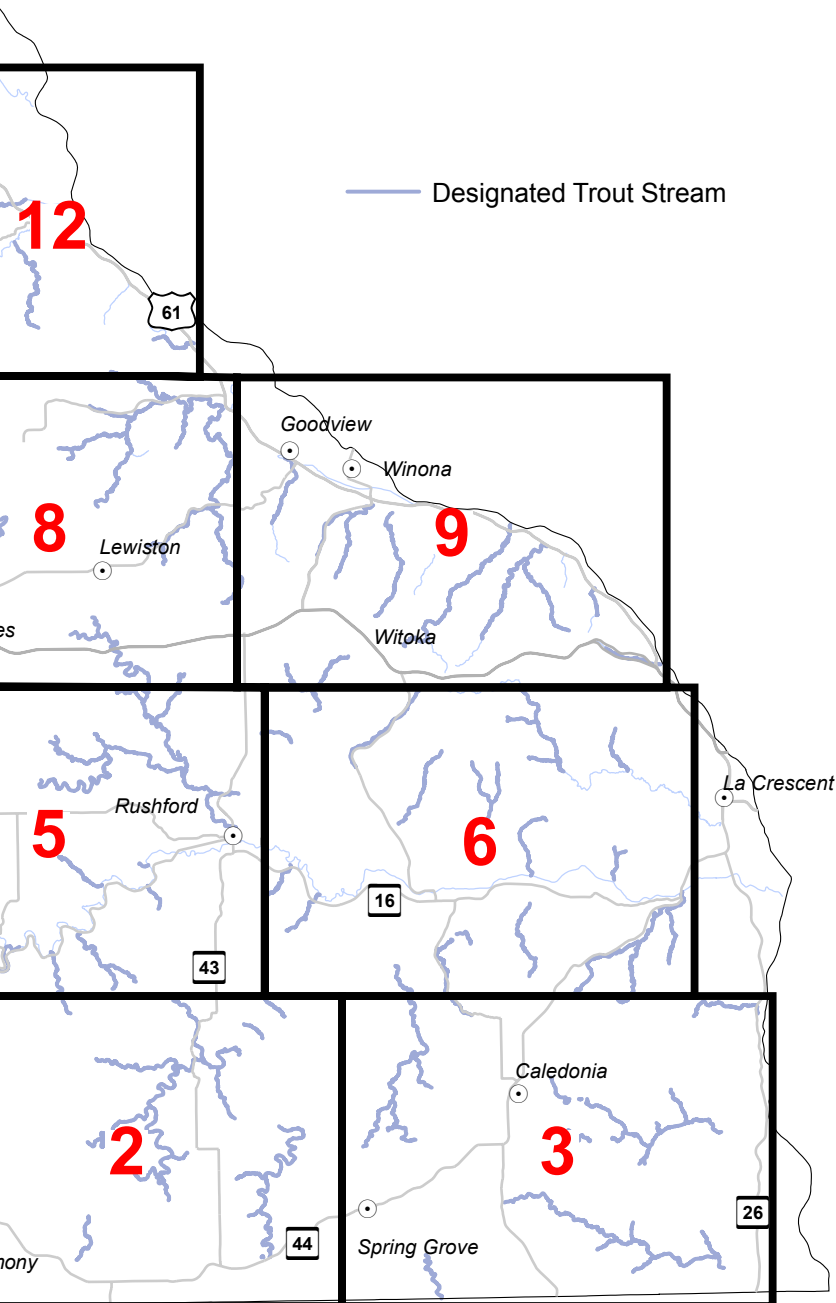 Designated Trout Stream
12
61
Goodview
Winona
8
9
Lewiston
es
Witoka
La Crescent
Rushford
5
6
16
43
Caledonia
2
3
26
44
Spring Grove
mony